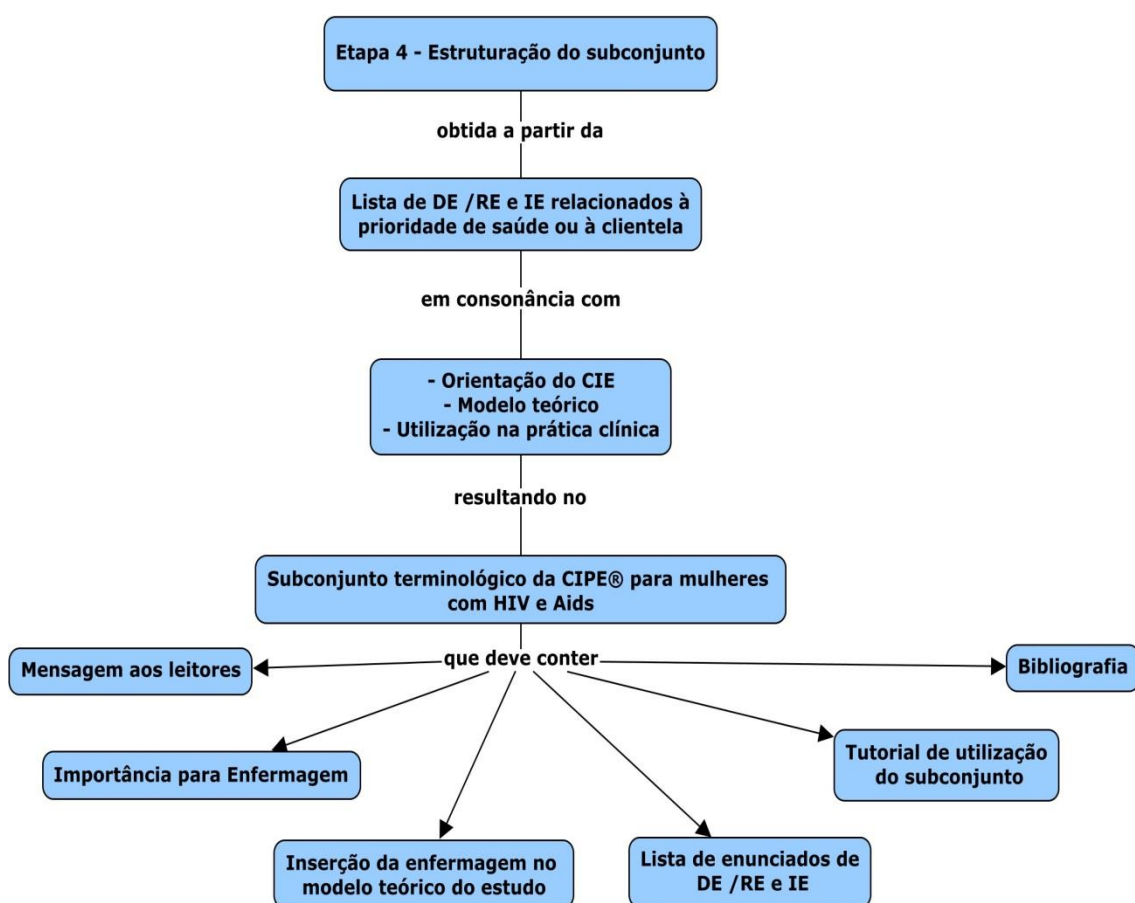 Etapa 4 - Estruturação do subconjunto
obtida a partir da
Lista de DE /RE e IE relacionados à
prioridade de saúde ou à clientela
em consonância com
- Orientação do CIE
- Modelo teórico
- Utilização na prática clínica
resultando no
Subconjunto terminológico da CIPE® para mulheres
com HIV e Aids
que deve conter
Mensagem aos leitores
Bibliografia
Importância para Enfermagem
Tutorial de utilização
do subconjunto
Inserção da enfermagem no
modelo teórico do estudo
Lista de enunciados de
DE /RE e IE